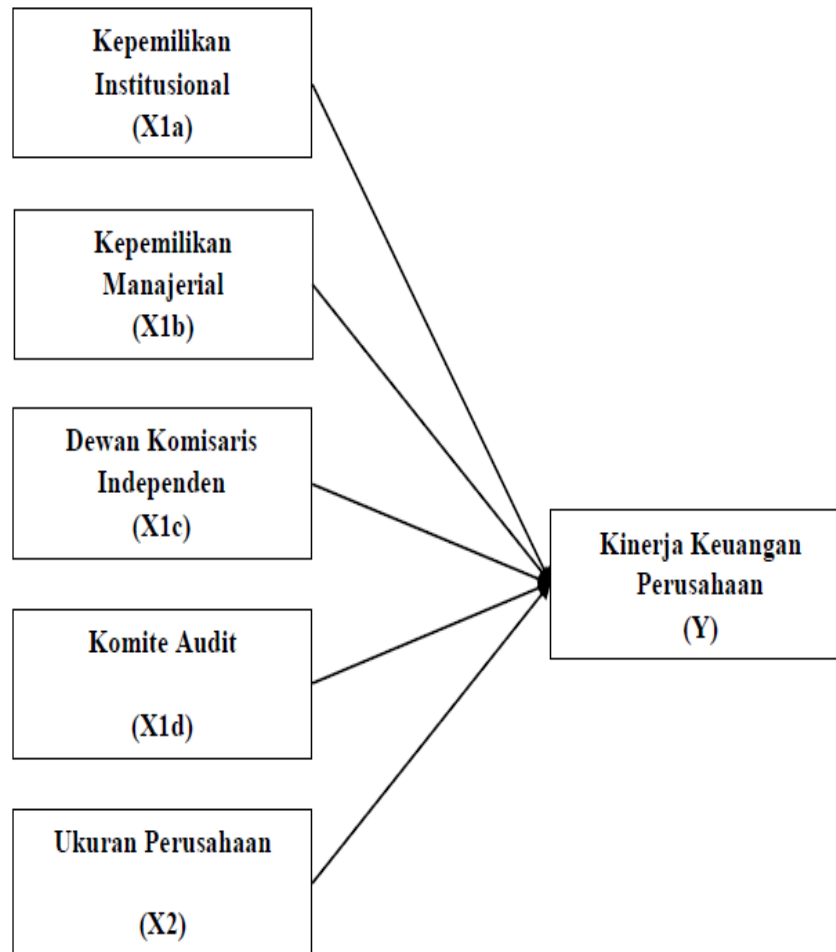 Kepemilikan
Institusional
(X1a)
Kepemilikan
Manajerial
(X1b)
Dewan Komisaris
Independen
(X1c)
Komite Audit
(X1d)
Ukuran Perusahaan
(X2)
Kinerja Keuangan
Perusahaan
(Y)